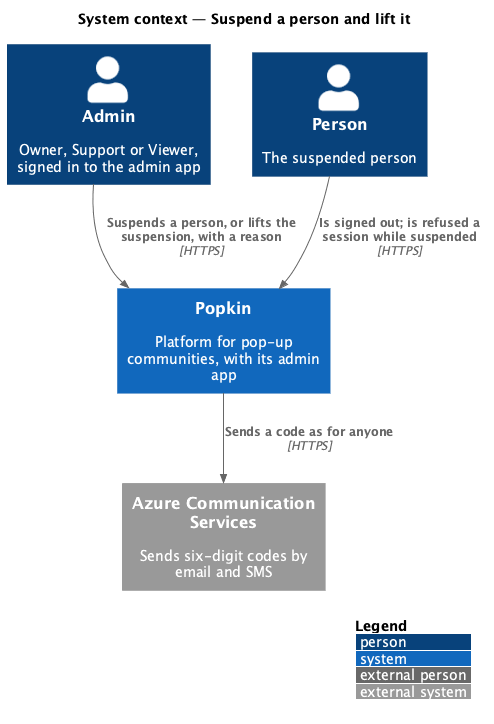 System context — Suspend a person and lift it
Admin
Owner, Support or Viewer,
signed in to the admin app
Person
The suspended person
Suspends a person, or lifts the
suspension, with a reason
[HTTPS]
Is signed out; is refused a
session while suspended
[HTTPS]
Popkin
Platform for pop-up
communities, with its admin
app
Sends a code as for anyone
[HTTPS]
Azure Communication
Services
Sends six-digit codes by
email and SMS
Legend
person
system
external person
external system